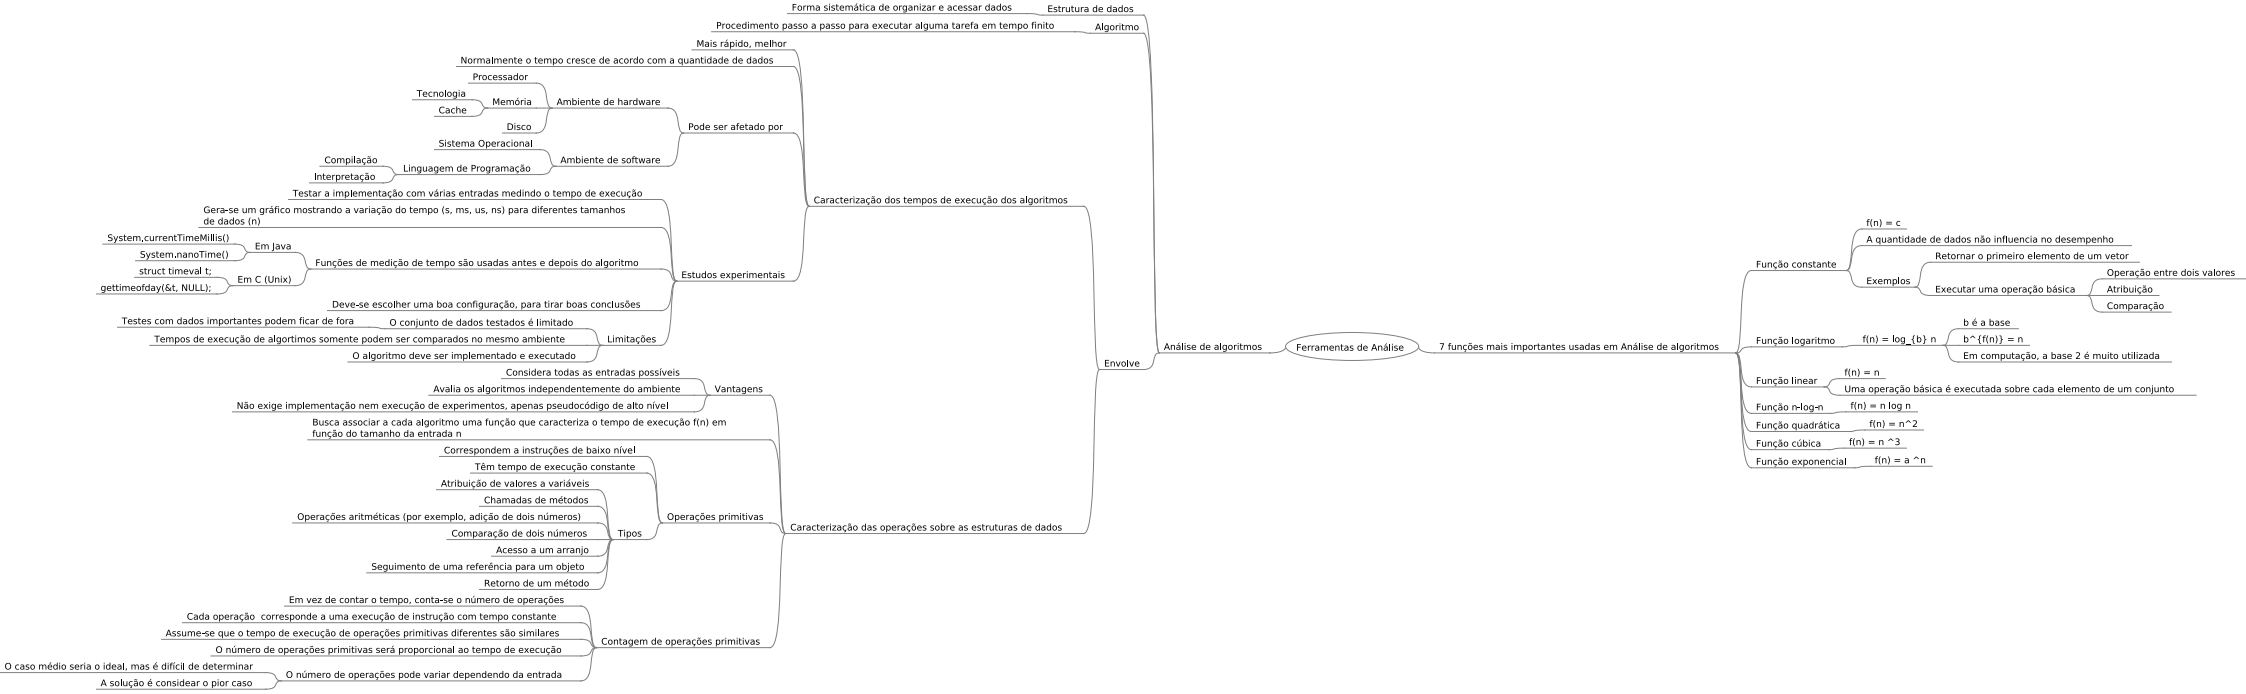 Ferramentas de Análise
Análise de algoritmos
Estrutura de dados
Forma sistemática de organizar e acessar dados
Algoritmo
Procedimento passo a passo para executar alguma tarefa em tempo finito
Envolve
Caracterização dos tempos de execução dos algoritmos
Mais rápido, melhor
Normalmente o tempo cresce de acordo com a quantidade de dados
Pode ser afetado por
Ambiente de hardware
Processador
Memória
Tecnologia
Cache
Disco
Ambiente de software
Sistema Operacional
Linguagem de Programação
Compilação
Interpretação
Estudos experimentais
Testar a implementação com várias entradas medindo o tempo de execução
Gera-se um gráfico mostrando a variação do tempo (s, ms, us, ns) para diferentes tamanhos
de dados (n)
Funções de medição de tempo são usadas antes e depois do algoritmo
Em Java
System,currentTimeMillis()
System.nanoTime()
Em C (Unix)
struct timeval t;
gettimeofday(&t, NULL);
Deve-se escolher uma boa configuração, para tirar boas conclusões
Limitações
O conjunto de dados testados é limitado
Testes com dados importantes podem ficar de fora
Tempos de execução de algortimos somente podem ser comparados no mesmo ambiente
O algoritmo deve ser implementado e executado
Caracterização das operações sobre as estruturas de dados
Vantagens
Considera todas as entradas possíveis
Avalia os algoritmos independentemente do ambiente
Não exige implementação nem execução de experimentos, apenas pseudocódigo de alto nível
Busca associar a cada algoritmo uma função que caracteriza o tempo de execução f(n) em
função do tamanho da entrada n
Operações primitivas
Correspondem a instruções de baixo nível
Têm tempo de execução constante
Tipos
Atribuição de valores a variáveis
Chamadas de métodos
Operações aritméticas (por exemplo, adição de dois números)
Comparação de dois números
Acesso a um arranjo
Seguimento de uma referência para um objeto
Retorno de um método
Contagem de operações primitivas
Em vez de contar o tempo, conta-se o número de operações
Cada operação  corresponde a uma execução de instrução com tempo constante
Assume-se que o tempo de execução de operações primitivas diferentes são similares
O número de operações primitivas será proporcional ao tempo de execução
O número de operações pode variar dependendo da entrada
O caso médio seria o ideal, mas é difícil de determinar
A solução é considear o pior caso
7 funções mais importantes usadas em Análise de algoritmos
Função constante
f(n) = c
A quantidade de dados não influencia no desempenho
Exemplos
Retornar o primeiro elemento de um vetor
Executar uma operação básica
Operação entre dois valores
Atribuição
Comparação
Função logaritmo
f(n) = log_{b} n
b é a base
b^{f(n)} = n
Em computação, a base 2 é muito utilizada
Função linear
f(n) = n
Uma operação básica é executada sobre cada elemento de um conjunto
Função n-log-n
f(n) = n log n
Função quadrática
f(n) = n^2
Função cúbica
f(n) = n ^3
Função exponencial
f(n) = a ^n